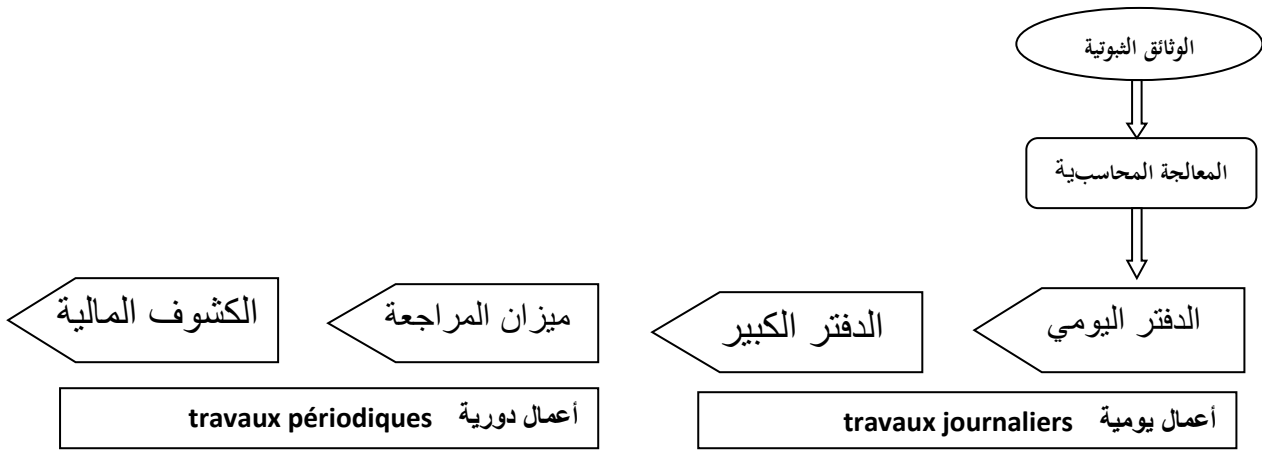 الوثائق الثبوتية
المعالجة المحاسبية
الدفتر اليومي
الدفتر الكبير
ميزان المراجعة
الكشوف المالية
أعمال يومية travaux journaliers
أعمال دورية travaux périodiques